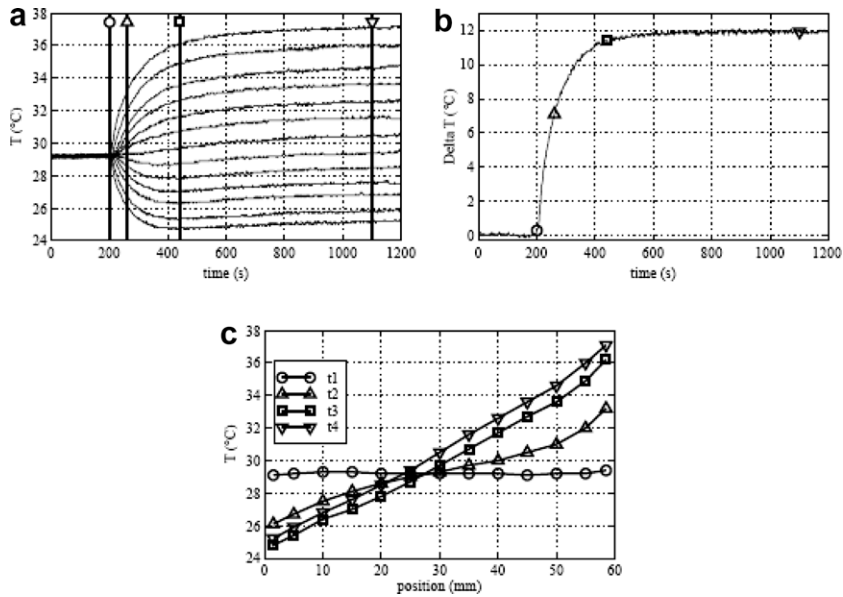 a
38
36
34
32
30
28
26
24
T (°C)
0 200 400 600 800 1000 1200
time (s)
b
12
10
8
6
4
2
0
Delta T (°C)
0 200 400 600 800 1000 1200
time (s)
c
38
36
34
32
30
28
26
24
T (°C)
t1
t2
t3
t4
0 10 20 30 40 50 60
position (mm)